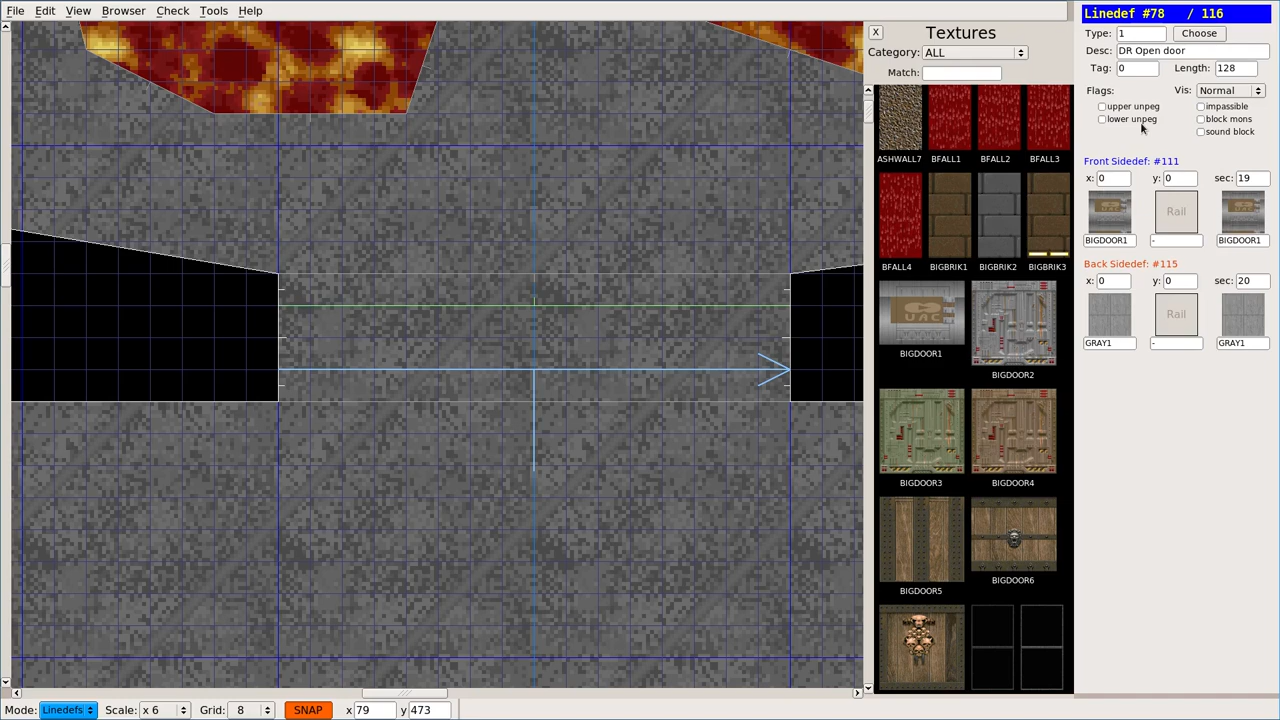 File Edit View Browser Check Tools Help
X Textures
Category: ALL
Match:
ASHWALL7 BFALL1 BFALL2 BFALL3
BFALL4 BIGBRIK1 BIGBRIK2 BIGBRIK3
UAC
BIGDOOR1
BIGDOOR2
BIGDOOR3 BIGDOOR4
BIGDOOR5
BIGDOOR6
Linedef #78 / 116
Type: 1 Choose
Desc: DR Open door
Tag: 0 Length: 128
Flags: Vis: Normal
upper unpeg impassible
lower unpeg block mons
sound block
Front Sidedef: #111
x: 0 y: 0 sec: 19
Rail
BIGDOOR1 - BIGDOOR1
Back Sidedef: #115
x: 0 y: 0 sec: 20
Rail
GRAY1 - GRAY1
Mode: Linedefs Scale: x 6 Grid: 8 SNAP x 79 y 473